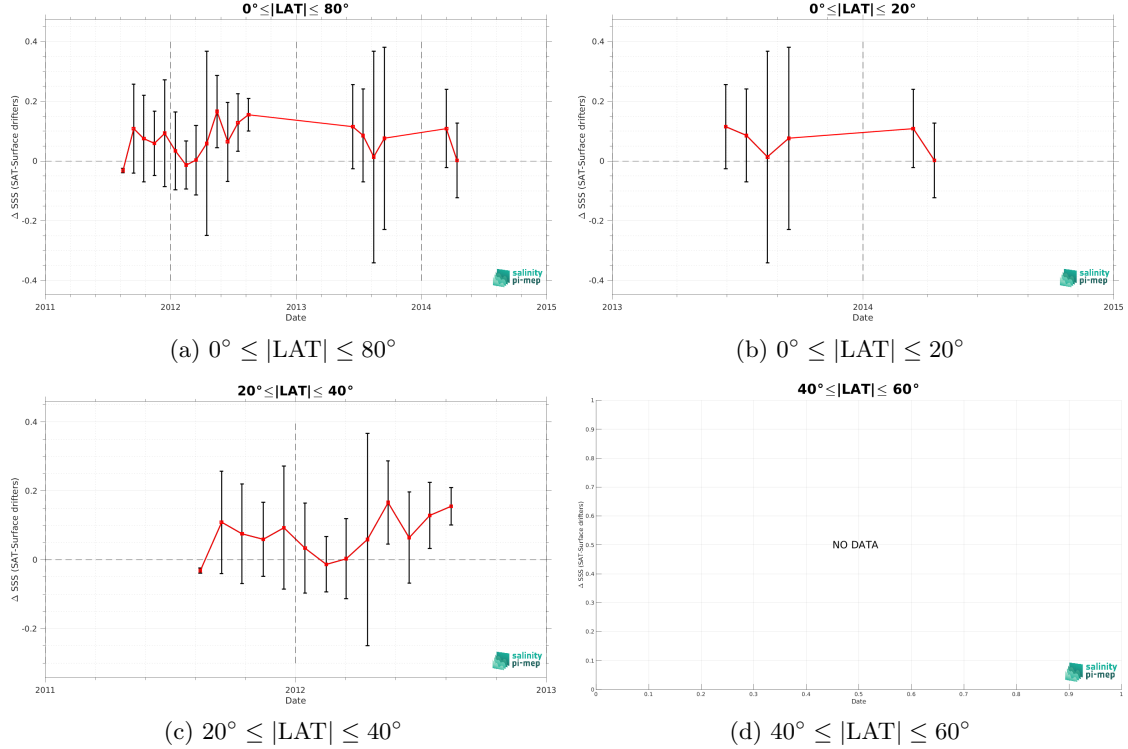 0°≤|LAT|≤ 80°
0.4
0.2
0
-0.2
-0.4
Δ SSS (SAT-Surface drifters)
2011
2012
2013
2014
2015
Date
salinity
pi-mep
(a) 0° ≤ |LAT| ≤ 80°
0°≤|LAT|≤ 20°
0.4
0.2
0
-0.2
-0.4
Δ SSS (SAT-Surface drifters)
2013
2014
2015
Date
salinity
pi-mep
(b) 0° ≤ |LAT| ≤ 20°
20°≤|LAT|≤ 40°
0.4
0.2
0
-0.2
Δ SSS (SAT-Surface drifters)
2011
2012
2013
Date
salinity
pi-mep
(c) 20° ≤ |LAT| ≤ 40°
40°≤|LAT|≤ 60°
1
0.9
0.8
0.7
0.6
0.5
0.4
0.3
0.2
0.1
0
Δ SSS (SAT-Surface drifters)
NO DATA
0
0.1
0.2
0.3
0.4
0.5
0.6
0.7
0.8
0.9
1
Date
salinity
pi-mep
(d) 40° ≤ |LAT| ≤ 60°